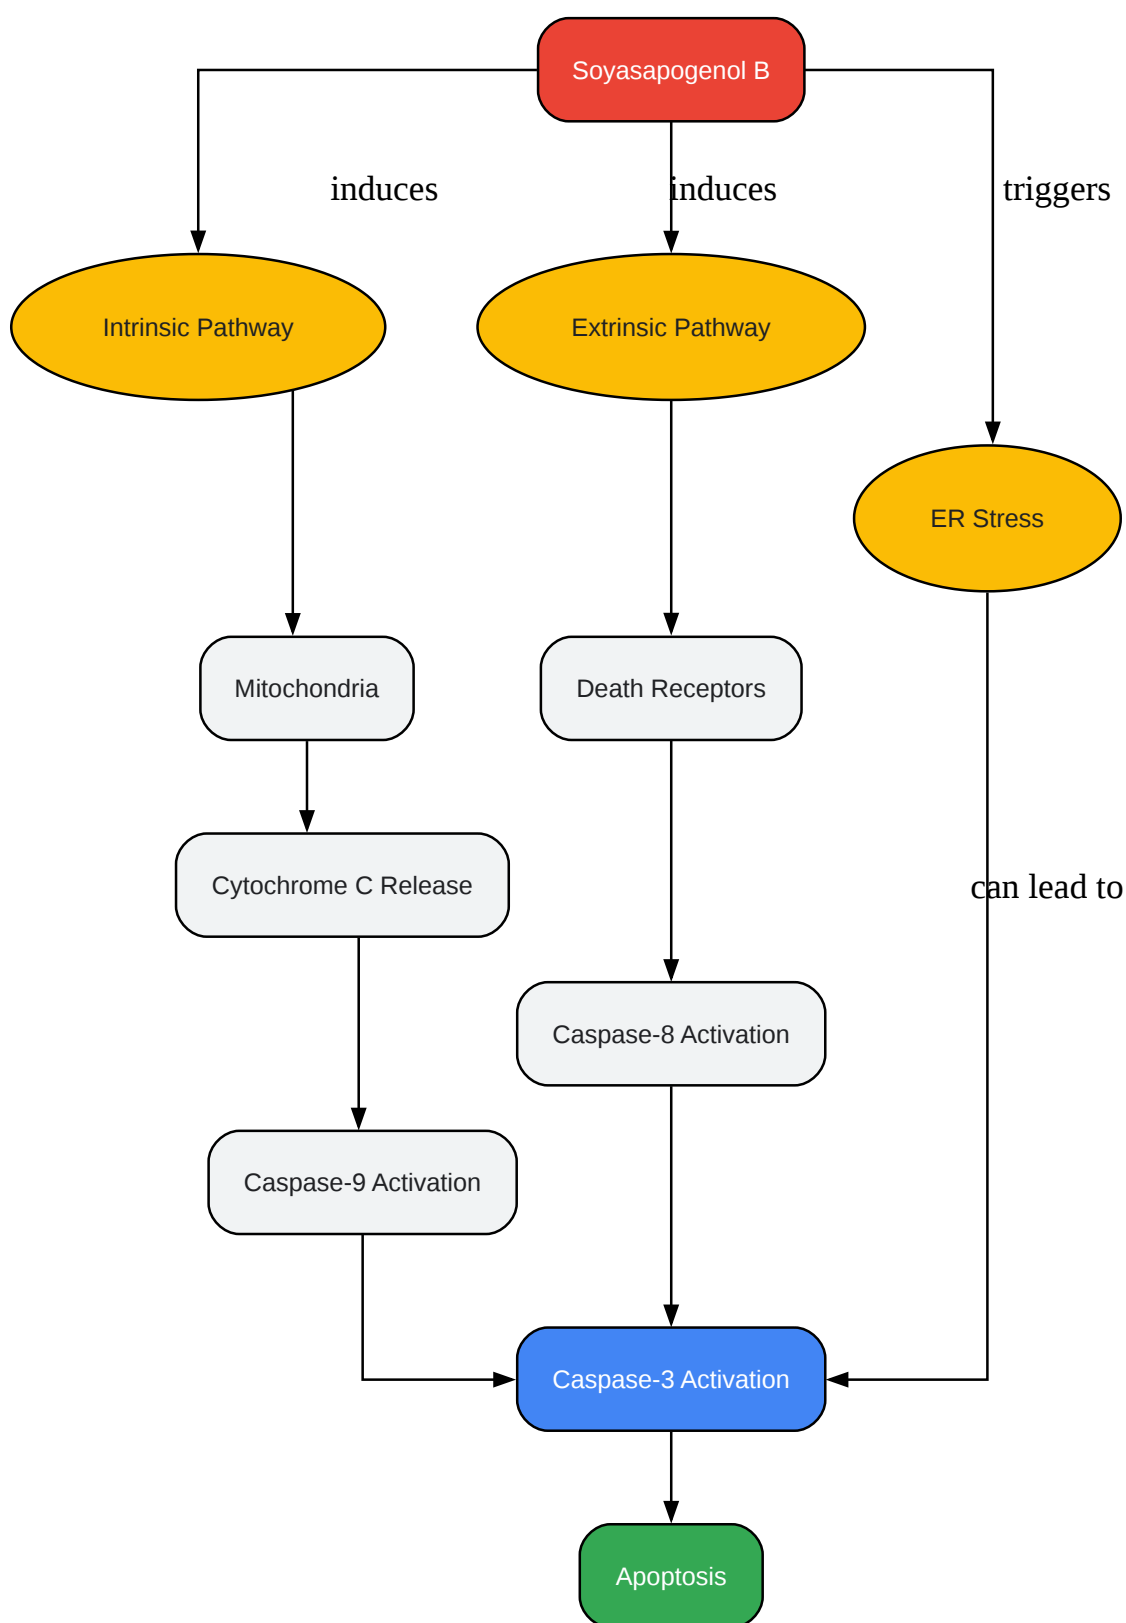 Soyasapogenol B
induces
induces
triggers
Intrinsic Pathway
Extrinsic Pathway
ER Stress
Mitochondria
Death Receptors
Cytochrome C Release
can lead to
Caspase-8 Activation
Caspase-9 Activation
Caspase-3 Activation
Apoptosis